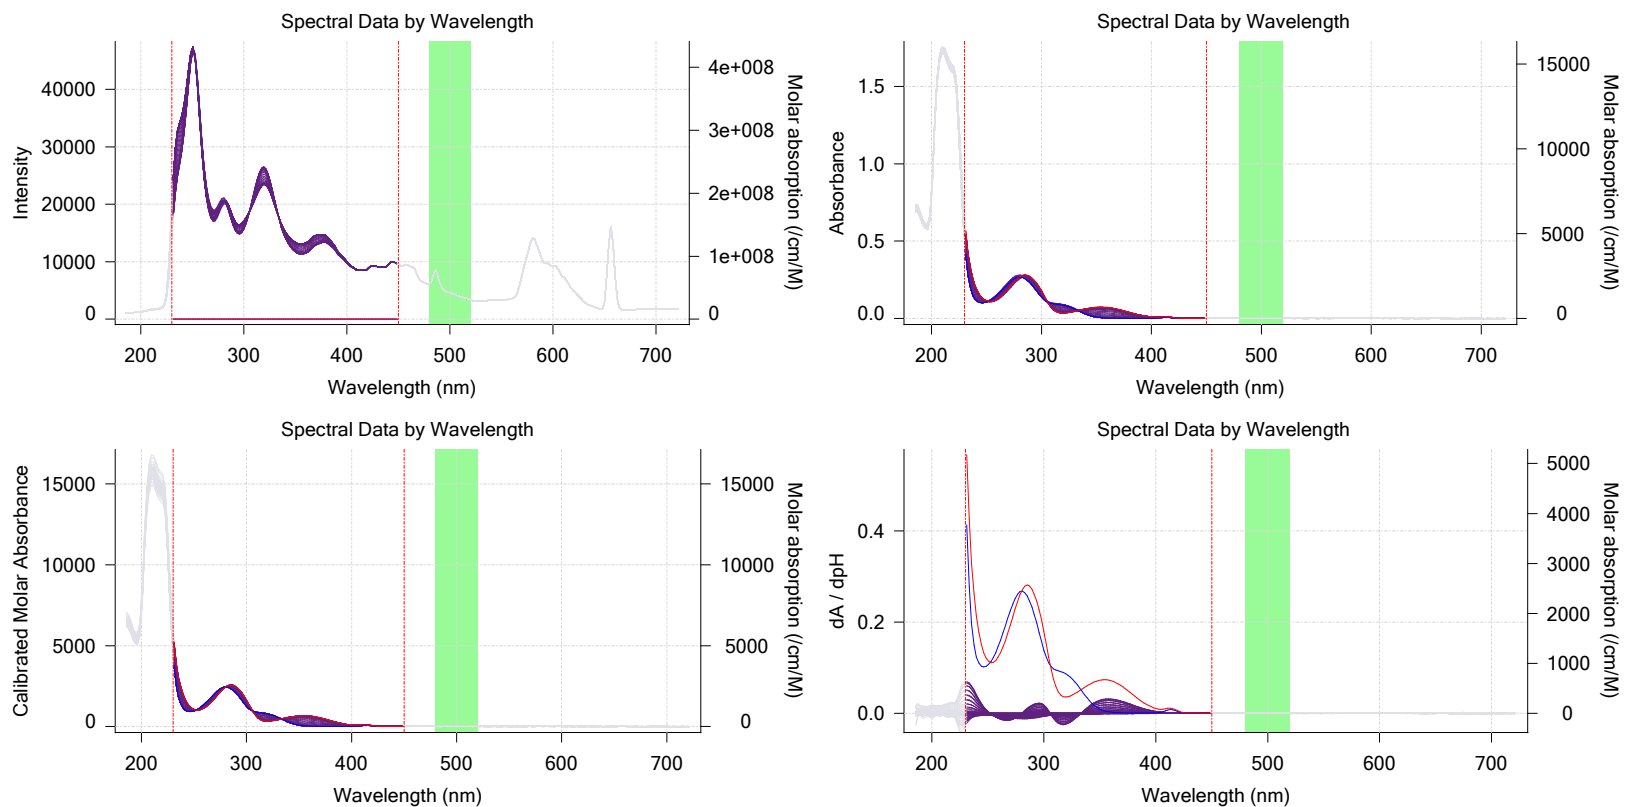 Spectral Data by Wavelength
Intensity
40000
30000
20000
10000
0
4e+008
3e+008
2e+008
1e+008
0
Molar absorption (/cm/M)
200 300 400 500 600 700
Wavelength (nm)
Spectral Data by Wavelength
Absorbance
1.5
1.0
0.5
0.0
15000
10000
5000
0
Molar absorption (/cm/M)
200 300 400 500 600 700
Wavelength (nm)
Spectral Data by Wavelength
Calibrated Molar Absorbance
15000
10000
5000
0
15000
10000
5000
0
Molar absorption (/cm/M)
200 300 400 500 600 700
Wavelength (nm)
Spectral Data by Wavelength
dA / dpH
0.4
0.2
0.0
5000
4000
3000
2000
1000
0
Molar absorption (/cm/M)
200 300 400 500 600 700
Wavelength (nm)